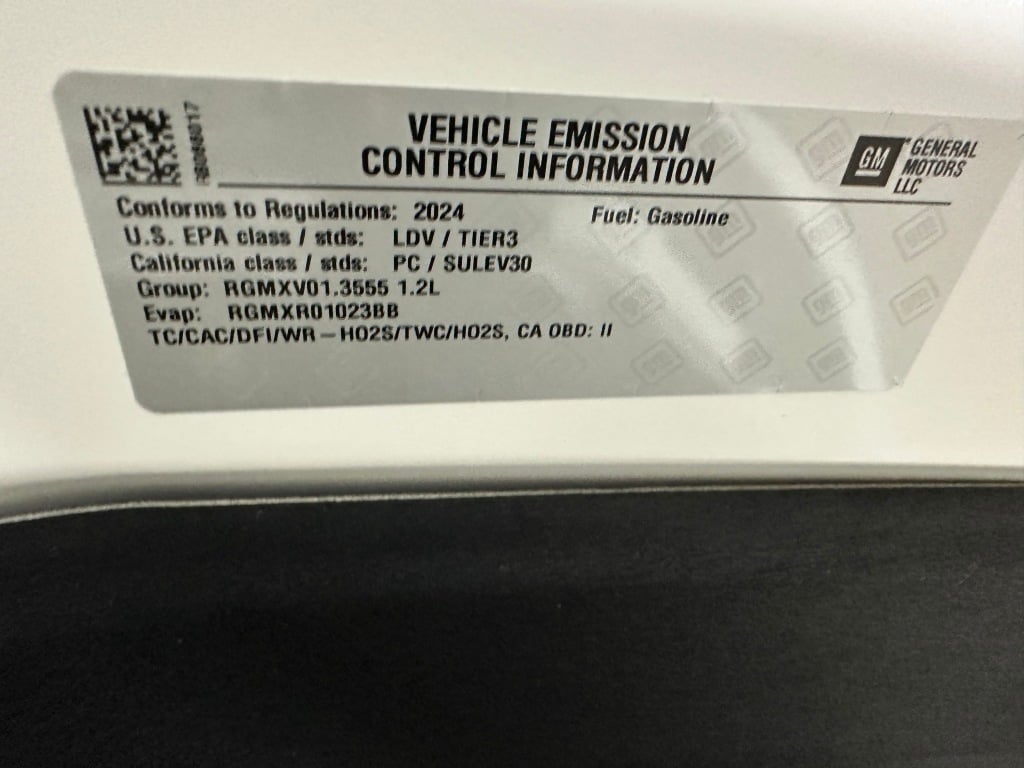 VEHICLE EMISSION
CONTROL INFORMATION
GM
GENERAL
MOTORS
LLC
Conforms to Regulations: 2024 Fuel: Gasoline
U.S. EPA class / stds: LDV / TIER3
California class / stds: PC / SULEV30
Group: RGMXV01.3555 1.2L
Evap: RGMXR01023BB
TC/CAC/DFI/WR – HO2S/TWC/HO2S, CA OBD: II